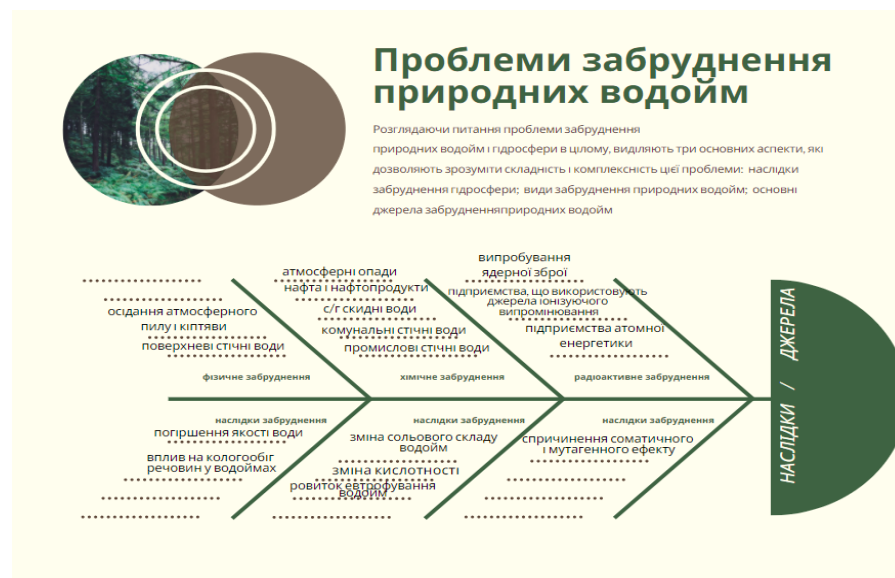 Проблеми забруднення
природних водойм
Розглядаючи питання проблеми забруднення
природних водойм і гідросфери в цілому, виділяють три основних аспекти, які
дозволяють зрозуміти складність і комплексність цієї проблеми: наслідки
забруднення гідросфери; види забруднення природних водойм; основні
джерела забрудненняприродних водойм
осідання атмосферного
пилу і кіптяви
поверхневі стічні води
фізичне забруднення
атмосферні опади
нафта і нафтопродукти
с/г скидні води
комунальні стічні води
промислові стічні води
хімічне забруднення
випробування
ядерної зброї
підприємства, що використовують
джерела іонізуючого
випромінювання
підприємства атомної
енергетики
радіоактивне забруднення
наслідки забруднення
погіршення якості води
вплив на кологообіг
речовин у водоймах
наслідки забруднення
зміна сольового складу
водойм
зміна кислотності
ровиток евтрофування
водойм
наслідки забруднення
спричинення соматичного
і мутагенного ефекту
НАСЛІДКИ / ДЖЕРЕЛА